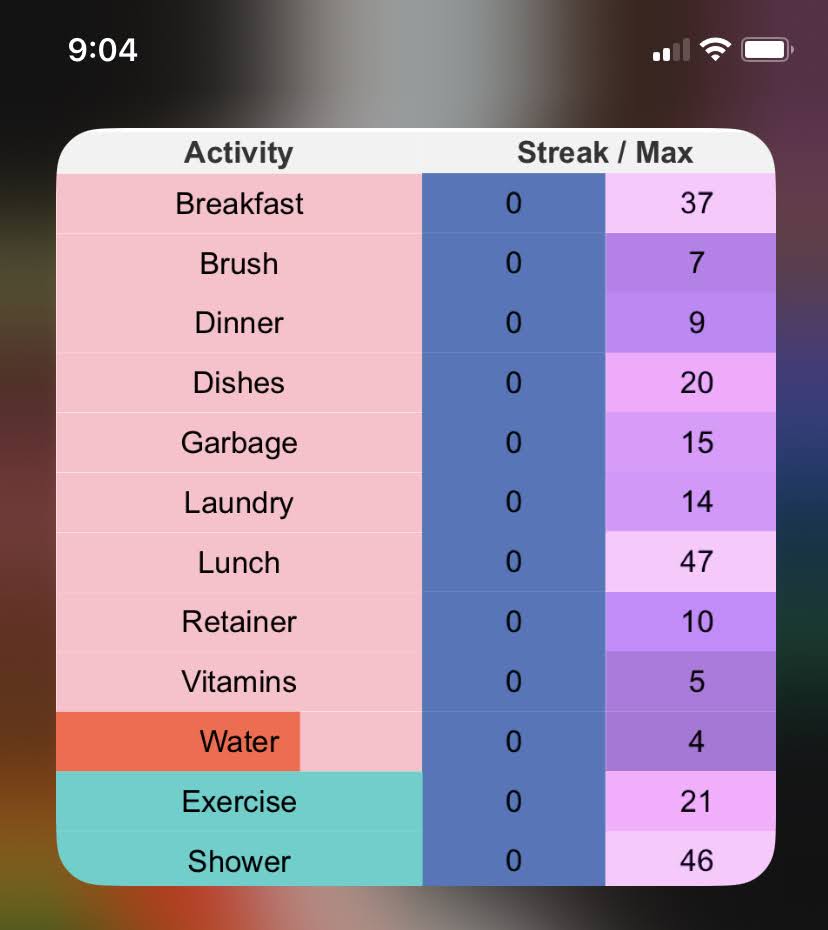 9:04
Activity Streak / Max
Breakfast 0 37
Brush 0 7
Dinner 0 9
Dishes 0 20
Garbage 0 15
Laundry 0 14
Lunch 0 47
Retainer 0 10
Vitamins 0 5
Water 0 4
Exercise 0 21
Shower 0 46